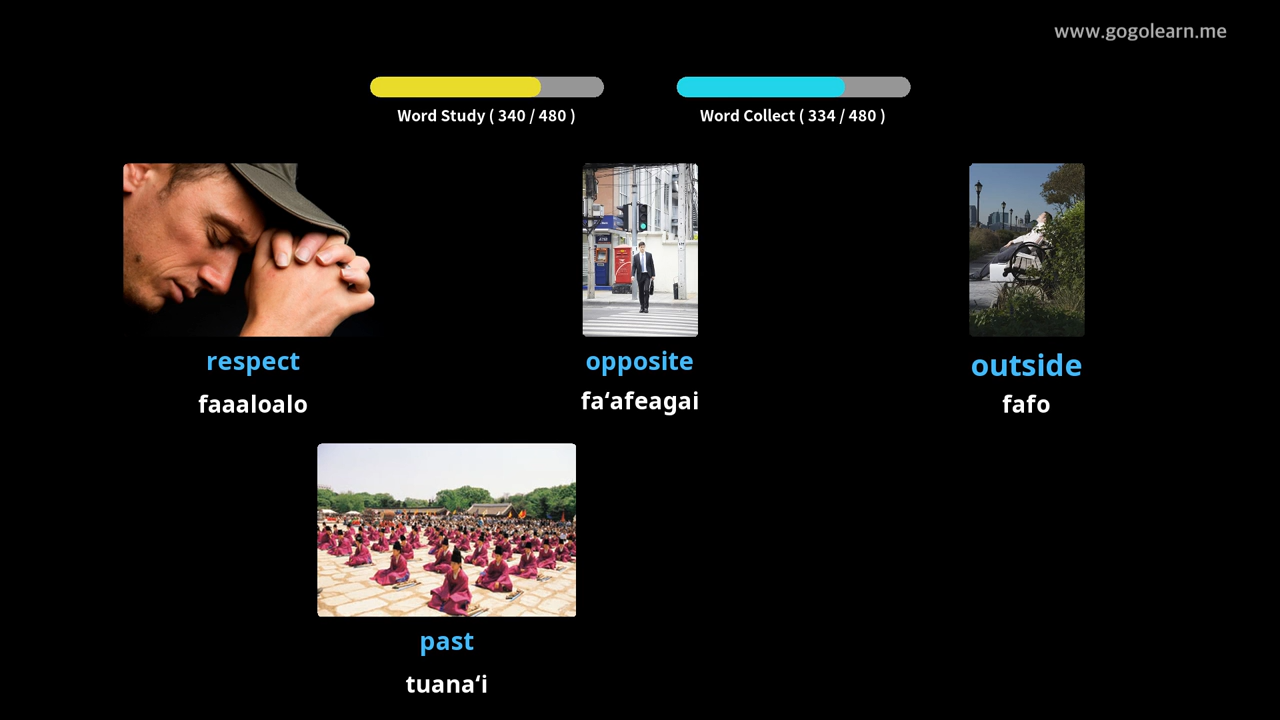 www.gogolearn.me
Word Study ( 340 / 480 )
Word Collect ( 334 / 480 )
respect
faaaloalo
opposite
fa‘afeagai
outside
fafo
past
tuana‘i